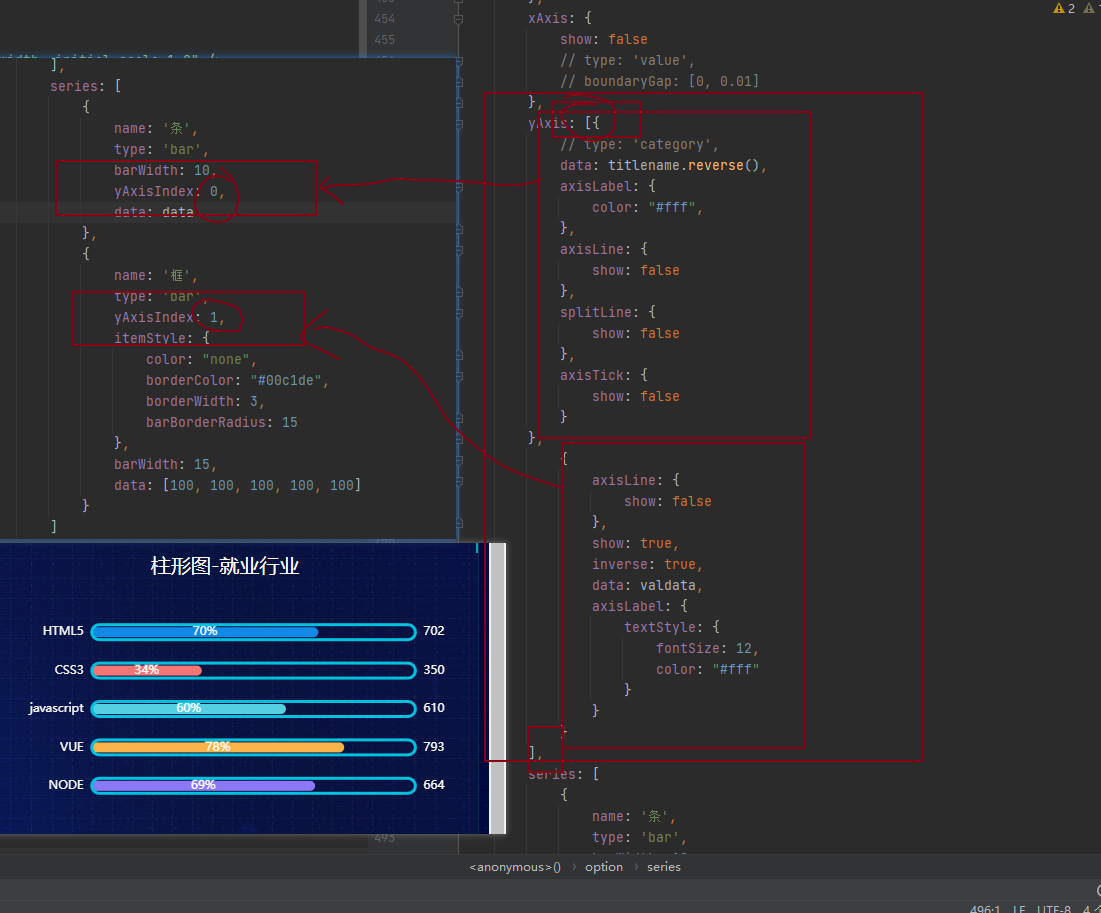 ],
series: [
{
name: '条',
type: 'bar',
barWidth: 10,
yAxisIndex: 0,
data: data
},
{
name: '框',
type: 'bar',
yAxisIndex: 1,
itemStyle: {
color: "none",
borderColor: "#00c1de",
borderWidth: 3,
barBorderRadius: 15
},
barWidth: 15,
data: [100, 100, 100, 100, 100]
}
]
柱形图-就业行业
HTML5 70% 702
CSS3 34% 350
javascript 60% 610
VUE 78% 793
NODE 69% 664
454
455
493
2
xAxis: {
show: false
// type: 'value',
// boundaryGap: [0, 0.01]
},
yAxis: [{
// type: 'category',
data: titlename.reverse(),
axisLabel: {
color: "#fff",
},
axisLine: {
show: false
},
splitLine: {
show: false
},
axisTick: {
show: false
}
},
{
axisLine: {
show: false
},
show: true,
inverse: true,
data: valdata,
axisLabel: {
textStyle: {
fontSize: 12,
color: "#fff"
}
}
}
],
series: [
{
name: '条',
type: 'bar',
<anonymous>() › option › series
496:1 LF UTF-8 4